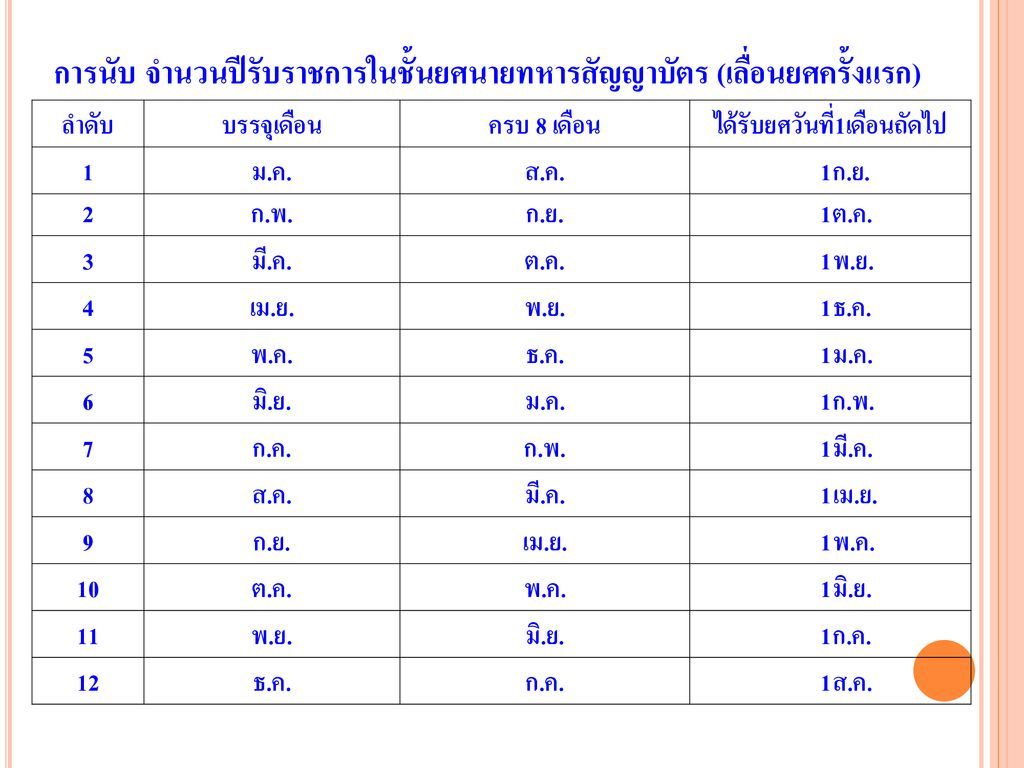 การนับ จำนวนปีรับราชการในชั้นยศนายทหารสัญญาบัตร (เลื่อนยศครั้งแรก)
ลำดับ บรรจุเดือน ครบ 8 เดือน ได้รับยศวันที่1เดือนถัดไป
1 ม.ค. ส.ค. 1ก.ย.
2 ก.พ. ก.ย. 1ต.ค.
3 มี.ค. ต.ค. 1พ.ย.
4 เม.ย. พ.ย. 1ธ.ค.
5 พ.ค. ธ.ค. 1ม.ค.
6 มิ.ย. ม.ค. 1ก.พ.
7 ก.ค. ก.พ. 1มี.ค.
8 ส.ค. มี.ค. 1เม.ย.
9 ก.ย. เม.ย. 1พ.ค.
10 ต.ค. พ.ค. 1มิ.ย.
11 พ.ย. มิ.ย. 1ก.ค.
12 ธ.ค. ก.ค. 1ส.ค.